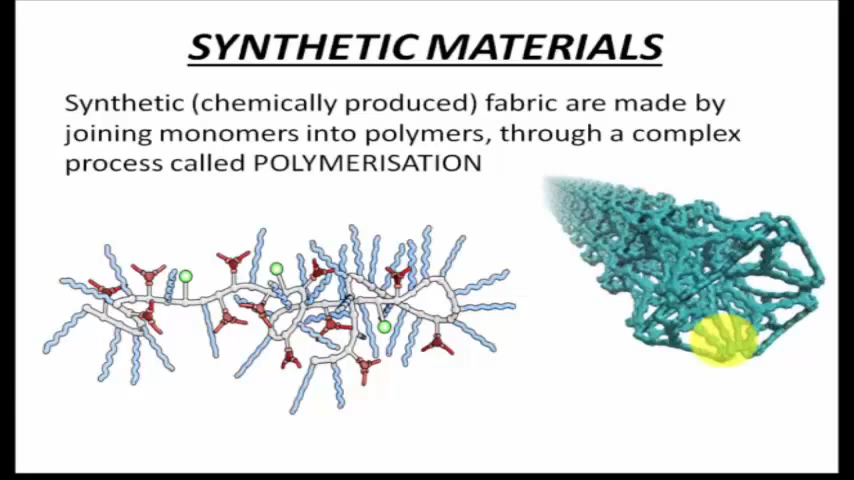 SYNTHETIC MATERIALS
Synthetic (chemically produced) fabric are made by
joining monomers into polymers, through a complex
process called POLYMERISATION